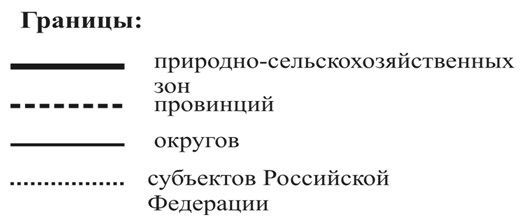 Границы:
природно-сельскохозяйственных
зон
провинций
округов
субъектов Российской
Федерации